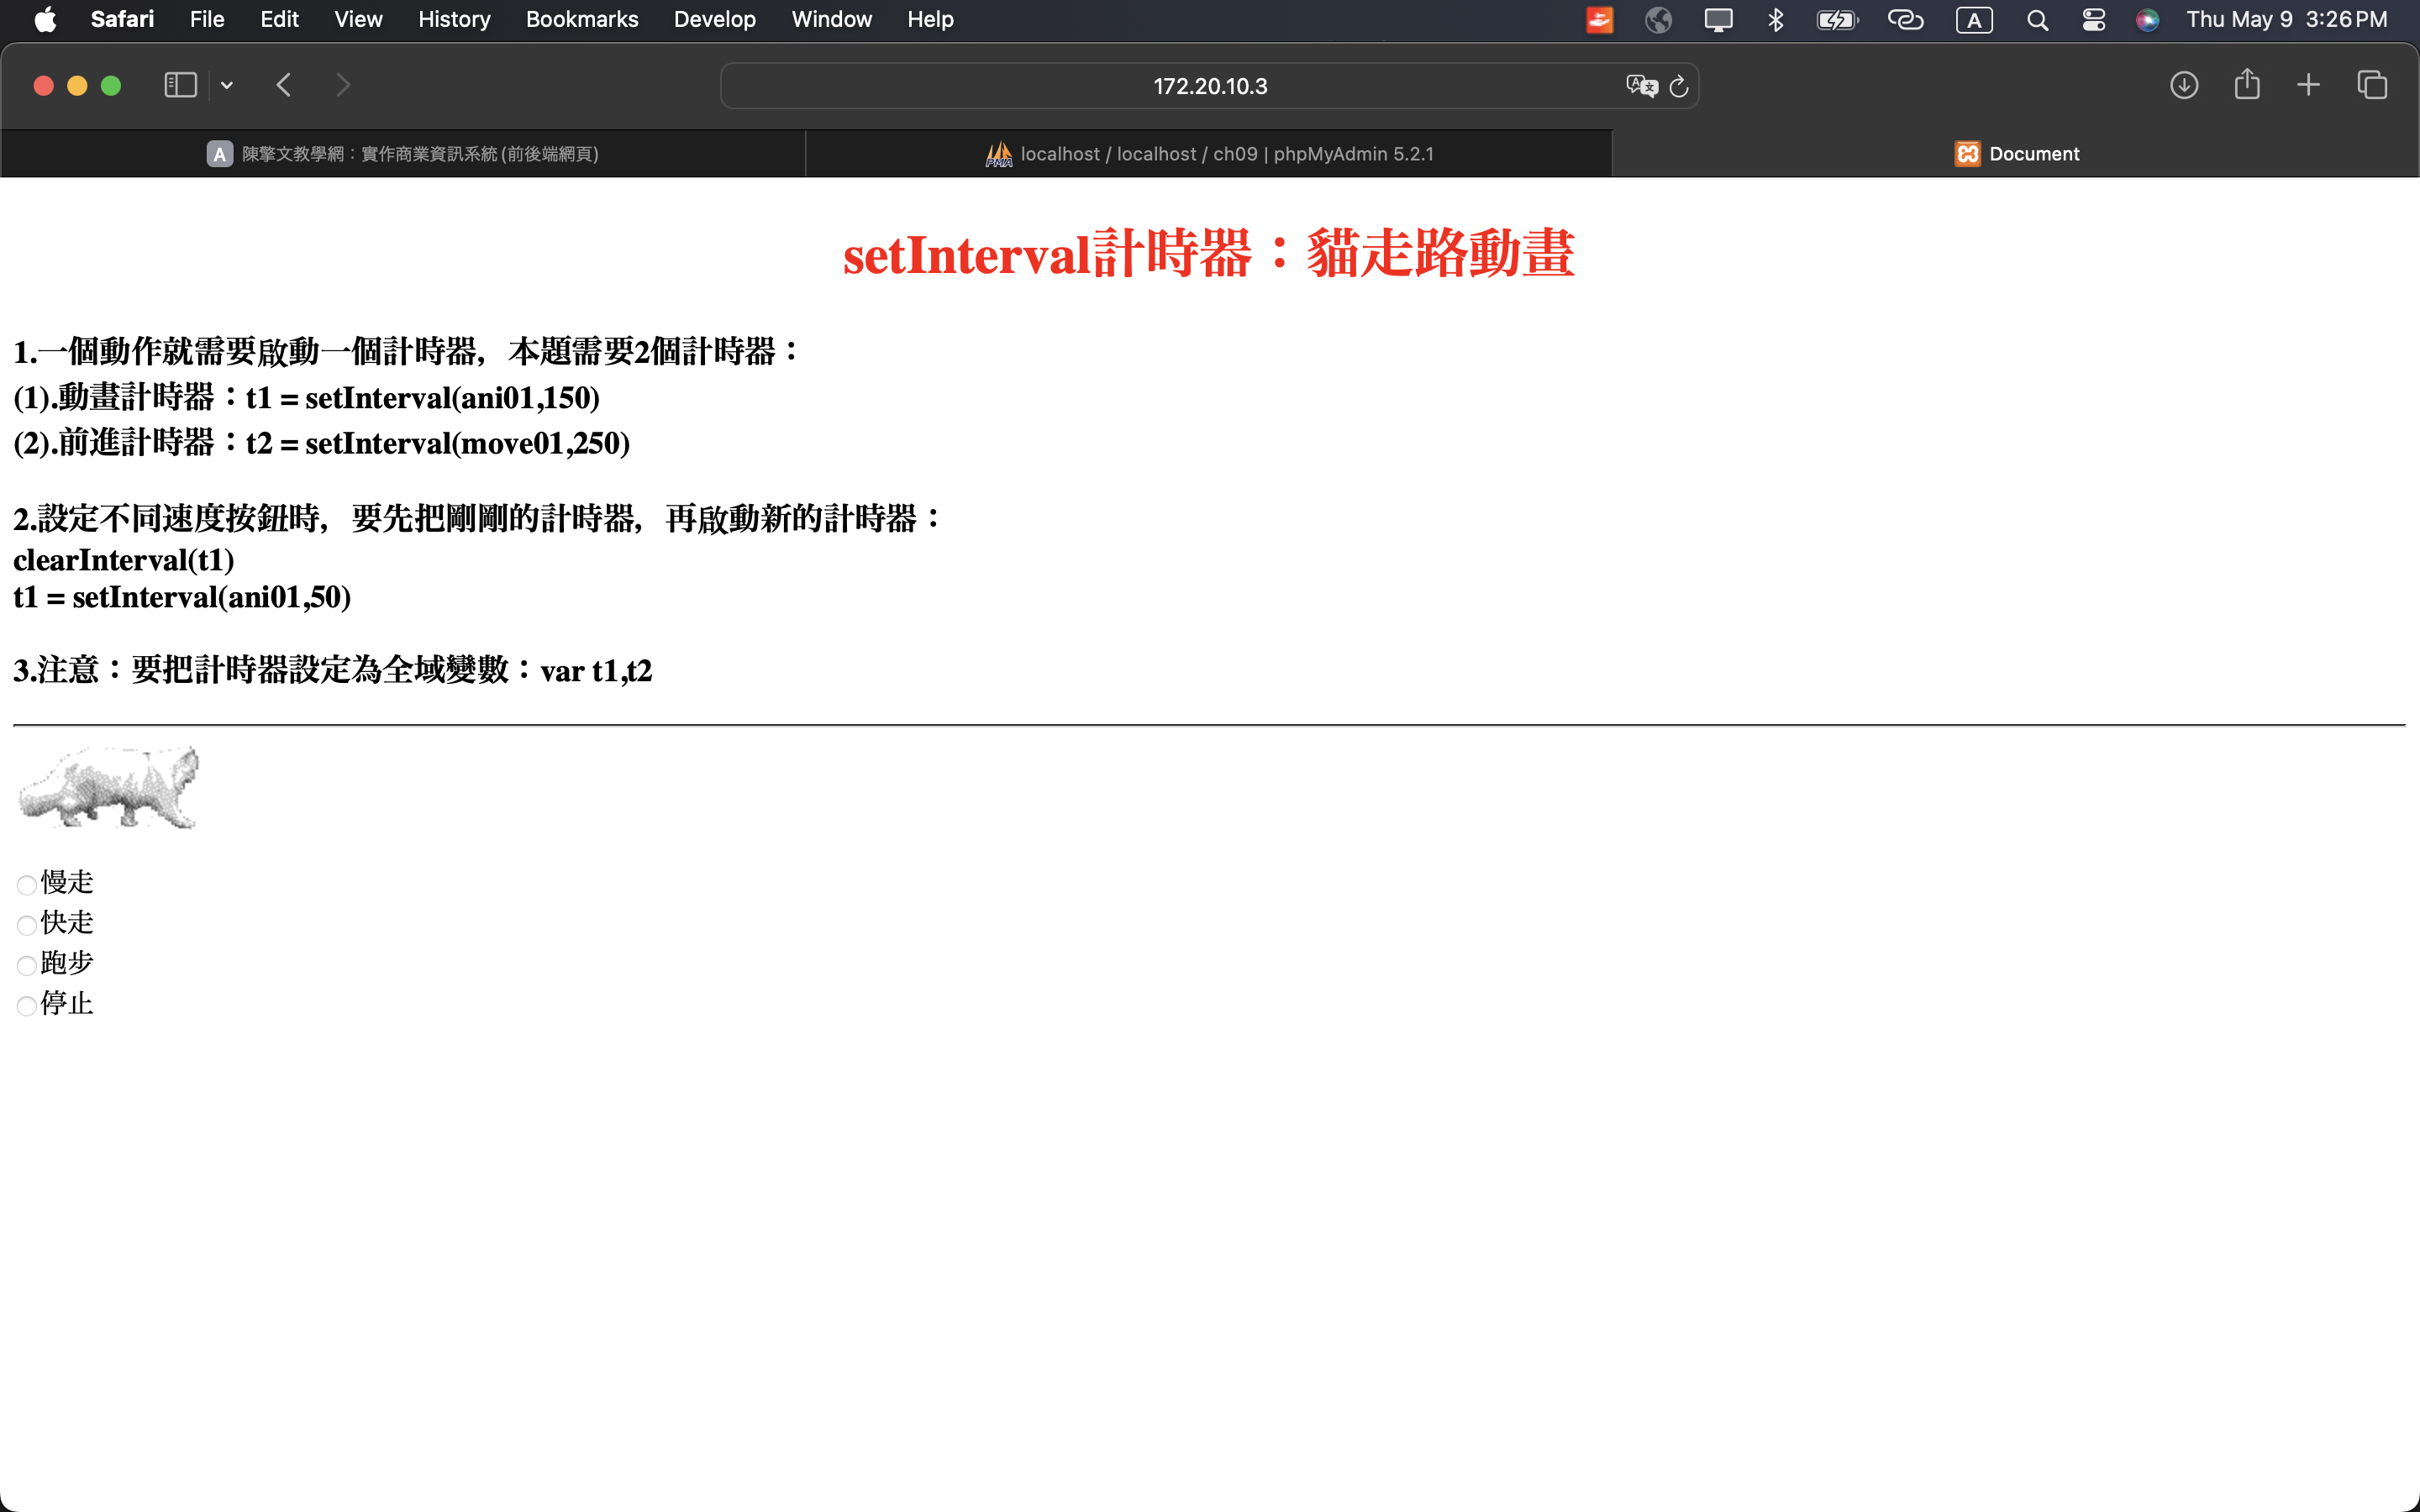 Safari File Edit View History Bookmarks Develop Window Help A Thu May 9 3:26 PM
172.20.10.3
A 陳擎文教學網：實作商業資訊系統(前後端網頁) PMA localhost / localhost / ch09 | phpMyAdmin 5.2.1 Document
setInterval計時器：貓走路動畫
1.一個動作就需要啟動一個計時器，本題需要2個計時器：
(1).動畫計時器：t1 = setInterval(ani01,150)
(2).前進計時器：t2 = setInterval(move01,250)
2.設定不同速度按鈕時，要先把剛剛的計時器，再啟動新的計時器：
clearInterval(t1)
t1 = setInterval(ani01,50)
3.注意：要把計時器設定為全域變數：var t1,t2
慢走
快走
跑步
停止